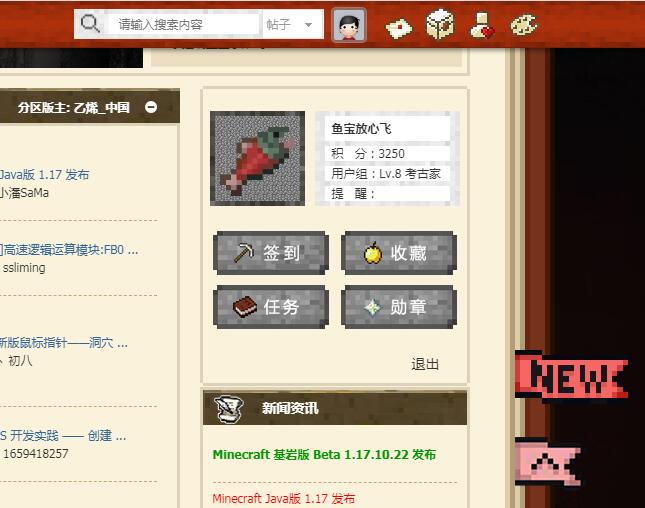 请输入搜索内容 帖子
分区版主: 乙烯_中国
Java版 1.17 发布
小潘SaMa
高速逻辑运算模块:FB0 ...
ssliming
新版鼠标指针——洞穴 ...
、初八
S 开发实践 —— 创建 ...
1659418257
鱼宝放心飞
积 分：3250
用户组：Lv.8 考古家
提 醒：
签到 收藏
任务 勋章
退出
新闻资讯
Minecraft 基岩版 Beta 1.17.10.22 发布
Minecraft Java版 1.17 发布
NEW